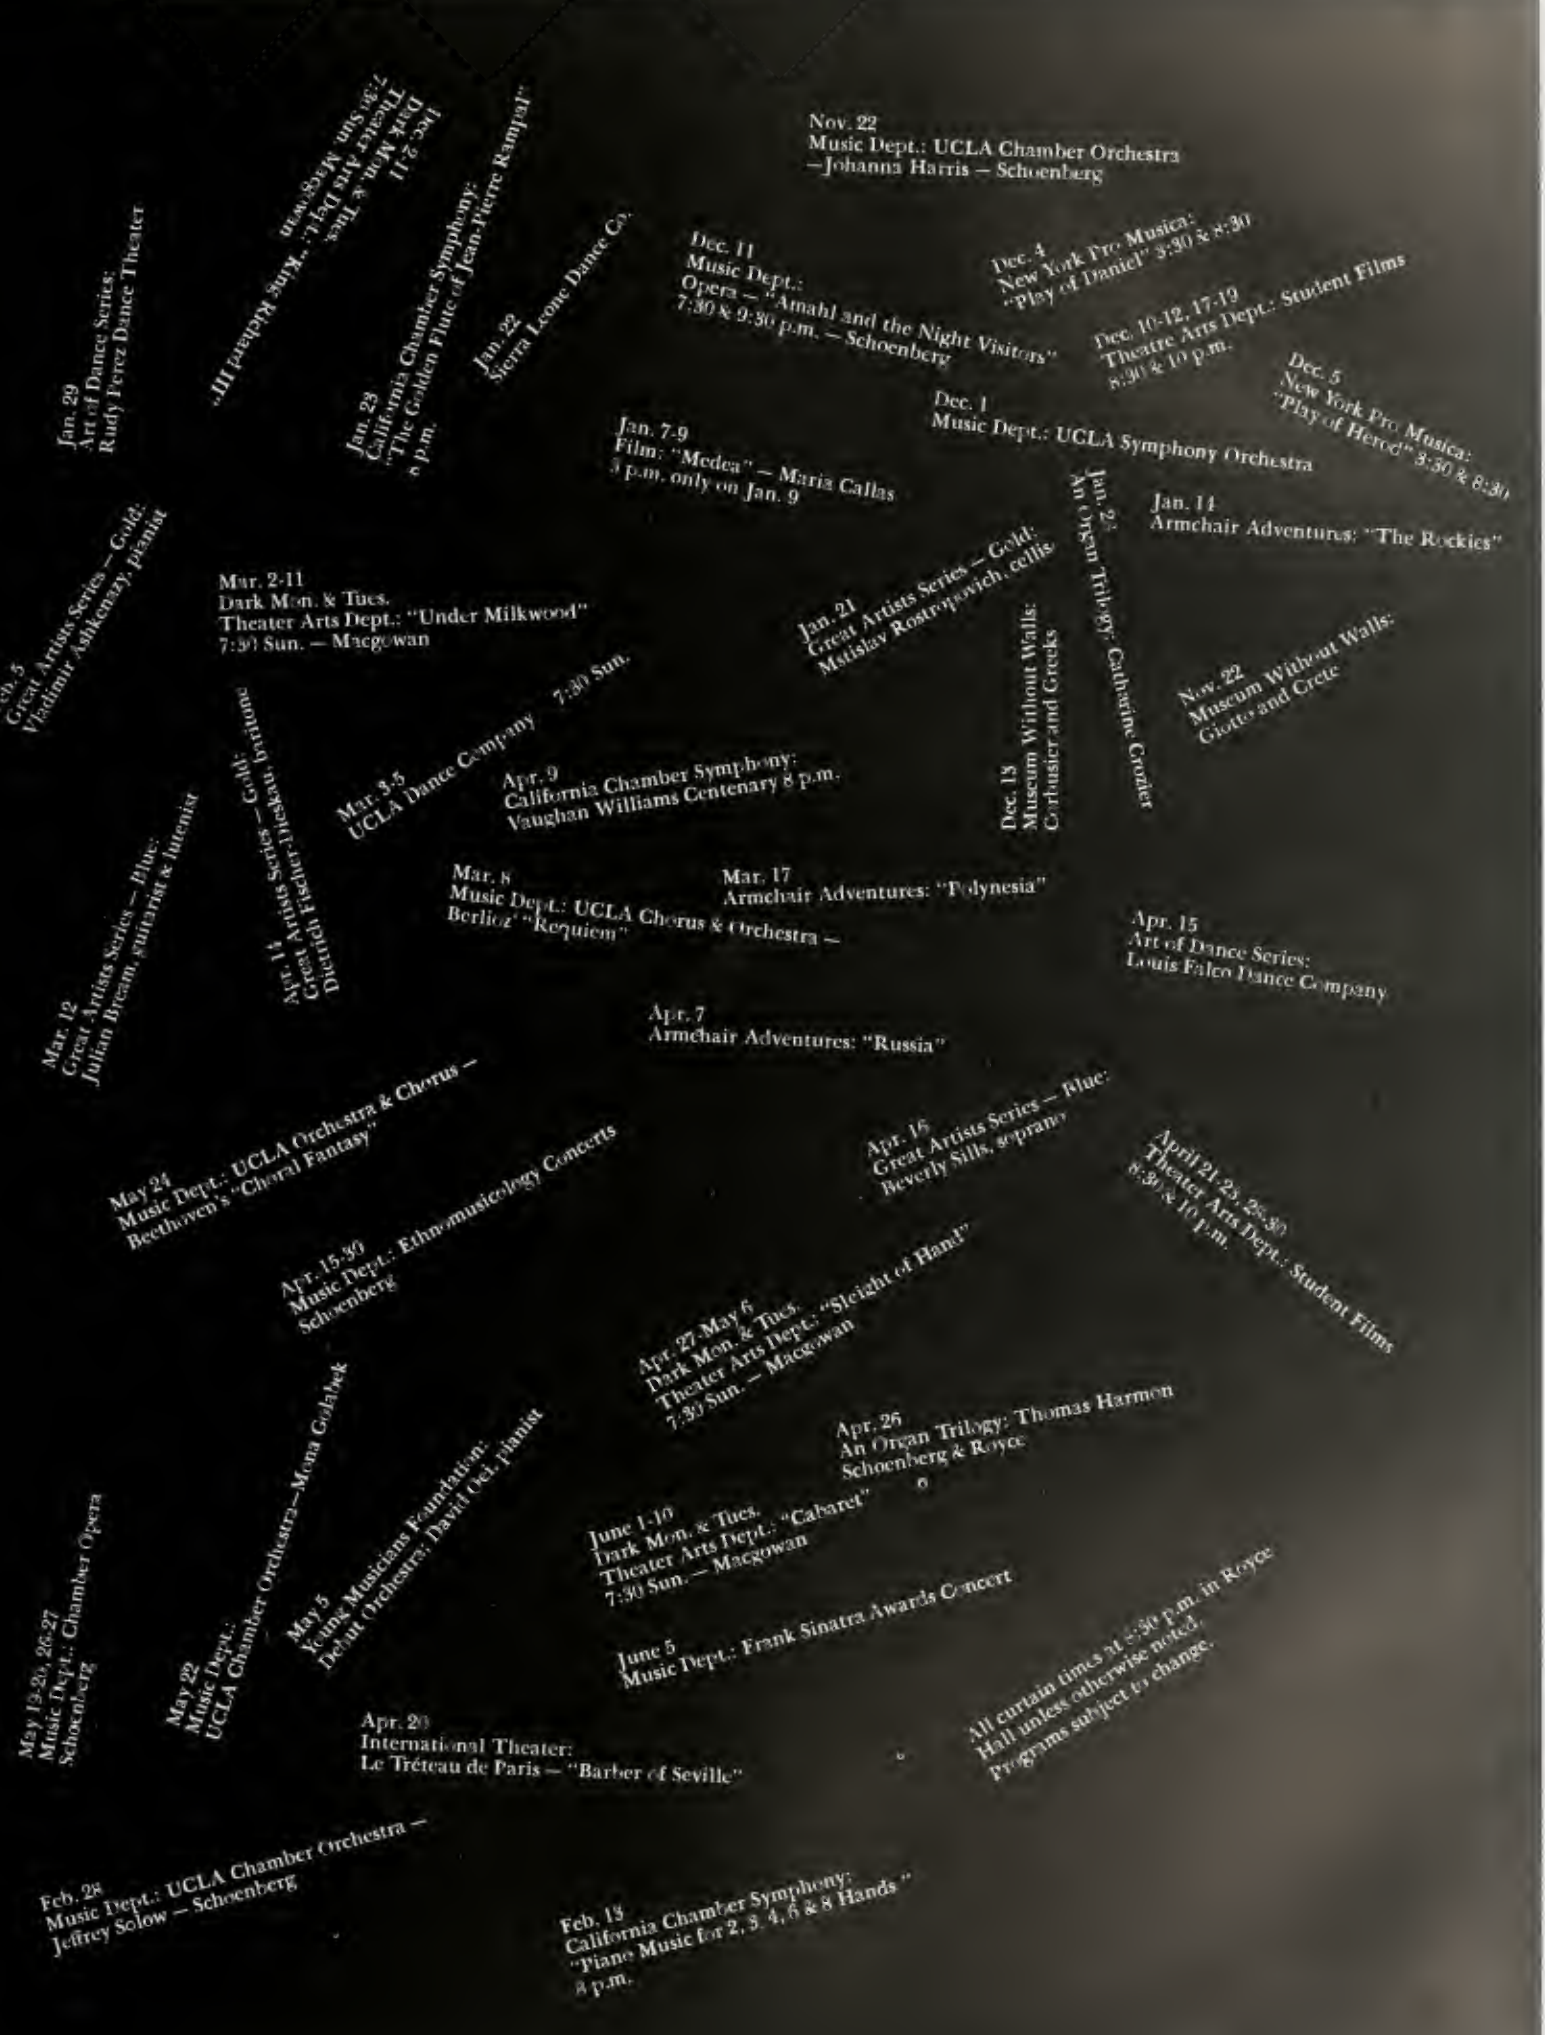 Nov. 22
Music Dept.: UCLA Chamber Orchestra
—Johanna Harris — Schoenberg
Dec. 2-11
Dark Mon. & Tues.
Theater Arts Dept.: "King Richard III"
7:30 Sun. Macgowan
Jan. 23
California Chamber Symphony:
"The Golden Flute of Jean-Pierre Rampal"
8 p.m.
Jan. 22
Sierra Leone Dance Co.
Jan. 29
Art of Dance Series:
Rudy Perez Dance Theater
Dec. 11
Music Dept.:
Opera — "Amahl and the Night Visitors"
7:30 & 9:30 p.m. — Schoenberg
Dec. 4
New York Pro Musica:
"Play of Daniel" 3:30 & 8:30
Dec. 10-12, 17-19
Theatre Arts Dept.: Student Films
8:30 & 10 p.m.
Dec. 5
New York Pro Musica:
"Play of Herod" 3:30 & 8:30
Dec. 1
Music Dept.: UCLA Symphony Orchestra
Jan. 7-9
Film: "Medea" — Maria Callas
p.m. only on Jan. 9
Jan. 14
Armchair Adventures: "The Rockies"
Jan.
An Organ Trilogy: Catharine Crozier
Jan. 21
Great Artists Series — Gold:
Mstislav Rostropovich, cellis
Feb. 5
Great Artists Series — Gold:
Vladimir Ashkenazy, pianist
Mar. 2-11
Dark Mon. & Tues.
Theater Arts Dept.: "Under Milkwood"
7:30 Sun. — Macgowan
Dec. 13
Museum Without Walls:
Corbusier and Greeks
Nov. 22
Museum Without Walls:
Giotto and Crete
Mar. 3-5
UCLA Dance Company 7:30 Sun.
Apr. 9
California Chamber Symphony:
Vaughan Williams Centenary 8 p.m.
Apr. 14
Great Artists Series — Gold:
Dietrich Fischer-Dieskau, baritone
Mar. 12
Great Artists Series — Blue:
Julian Bream, guitarist & lutenist
Mar. 8
Music Dept.: UCLA Chorus & Orchestra —
Berlioz' "Requiem"
Mar. 17
Armchair Adventures: "Polynesia"
Apr. 15
Art of Dance Series:
Louis Falco Dance Company
Apr. 7
Armchair Adventures: "Russia"
May 24
Music Dept.: UCLA Orchestra & Chorus —
Beethoven's "Choral Fantasy"
Apr. 15-30
Music Dept.: Ethnomusicology Concerts
Schoenberg
Apr. 16
Great Artists Series — Blue:
Beverly Sills, soprano
April 21-23, 28-30
Theater Arts Dept.: Student Films
8:30 & 10 p.m.
Apr. 27-May 6
Dark Mon. & Tues.
Theater Arts Dept.: "Sleight of Hand"
7:30 Sun. — Macgowan
Apr. 26
An Organ Trilogy: Thomas Harmon
Schoenberg & Royce
May 22
Music Dept.:
UCLA Chamber Orchestra—Mona Golabek
May 5
Young Musicians Foundation:
Debut Orchestra: David Oei, pianist
June 1-10
Dark Mon. & Tues.
Theater Arts Dept.: "Cabaret"
7:30 Sun. — Macgowan
May 19-20, 26-27
Music Dept.: Chamber Opera
Schoenberg
June 5
Music Dept.: Frank Sinatra Awards Concert
All curtain times at 8:30 p.m. in Royce
Hall unless otherwise noted.
Programs subject to change.
Apr. 20
International Theater:
Le Tréteau de Paris — "Barber of Seville"
Feb. 28
Music Dept.: UCLA Chamber Orchestra —
Jeffrey Solow — Schoenberg
Feb. 13
California Chamber Symphony:
"Piano Music for 2, 3, 4, 6 & 8 Hands"
8 p.m.